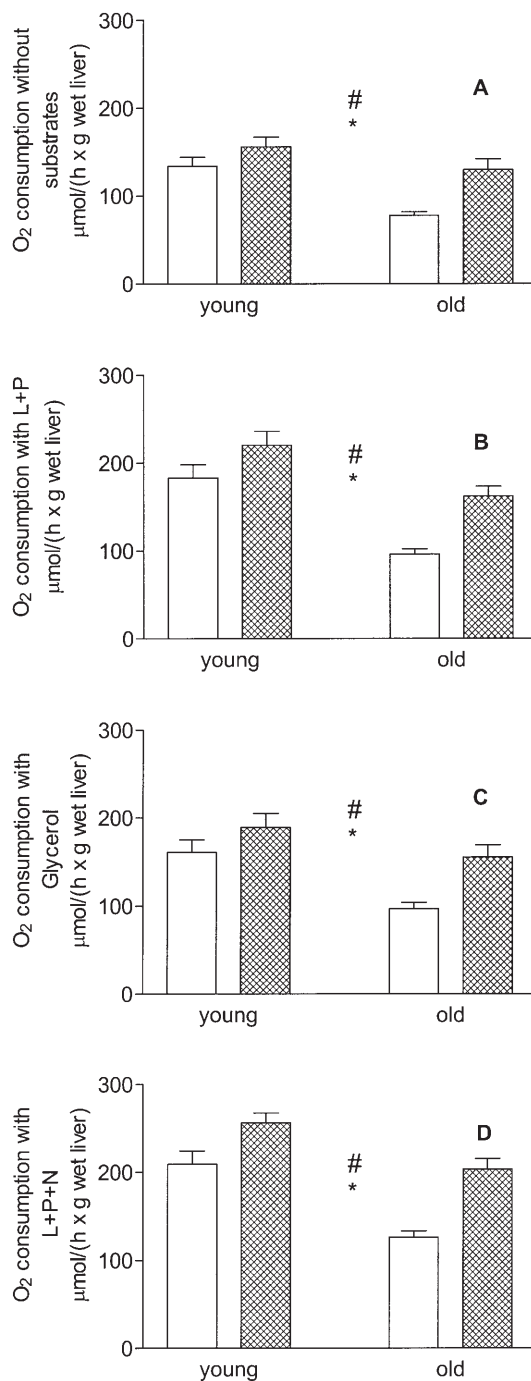 O2 consumption without
substrates
µmol/(h x g wet liver)
300
200
100
0
#
*
A
young
old
O2 consumption with L+P
µmol/(h x g wet liver)
300
200
100
0
#
*
B
young
old
O2 consumption with
Glycerol
µmol/(h x g wet liver)
300
200
100
0
#
*
C
young
old
O2 consumption with
L+P+N
µmol/(h x g wet liver)
300
200
100
0
#
*
D
young
old